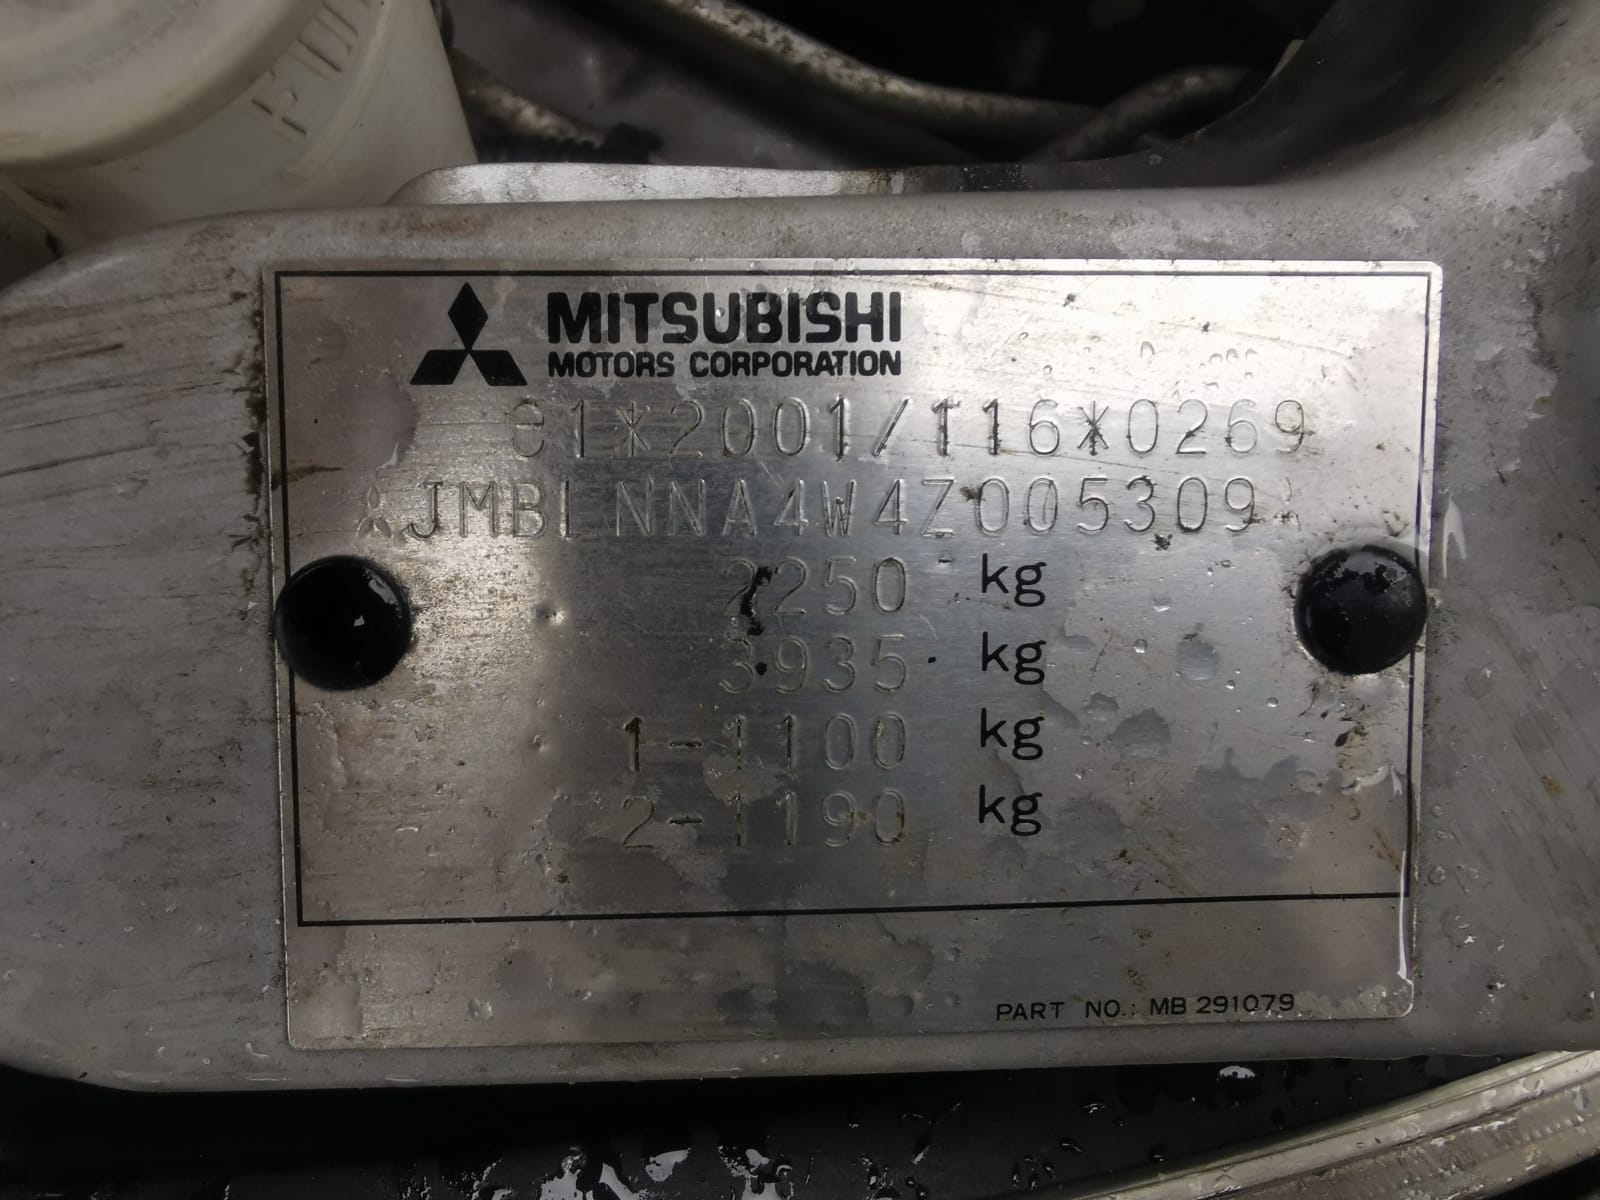 MITSUBISHI
MOTORS CORPORATION
e1*2001/116*0269
JMBLNNA4W4Z005309
2250 kg
3935 kg
1-1100 kg
2-1190 kg
PART NO.: MB 291079